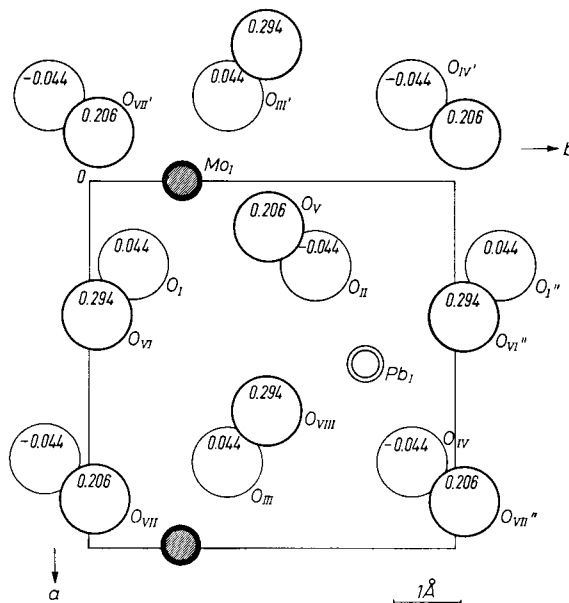 0.294
-0.044
0.044
-0.044
O_IV'
O_VII'
0.206
O_III'
0.206
b
0
Mo_I
0.206
O_V
0.044
-0.044
0.044
O_I
O_II
O_I''
0.294
0.294
O_VI
O_VI''
Pb_I
0.294
O_VIII
-0.044
0.044
-0.044
O_IV
0.206
O_III
0.206
O_VII
O_VII''
a
1Å